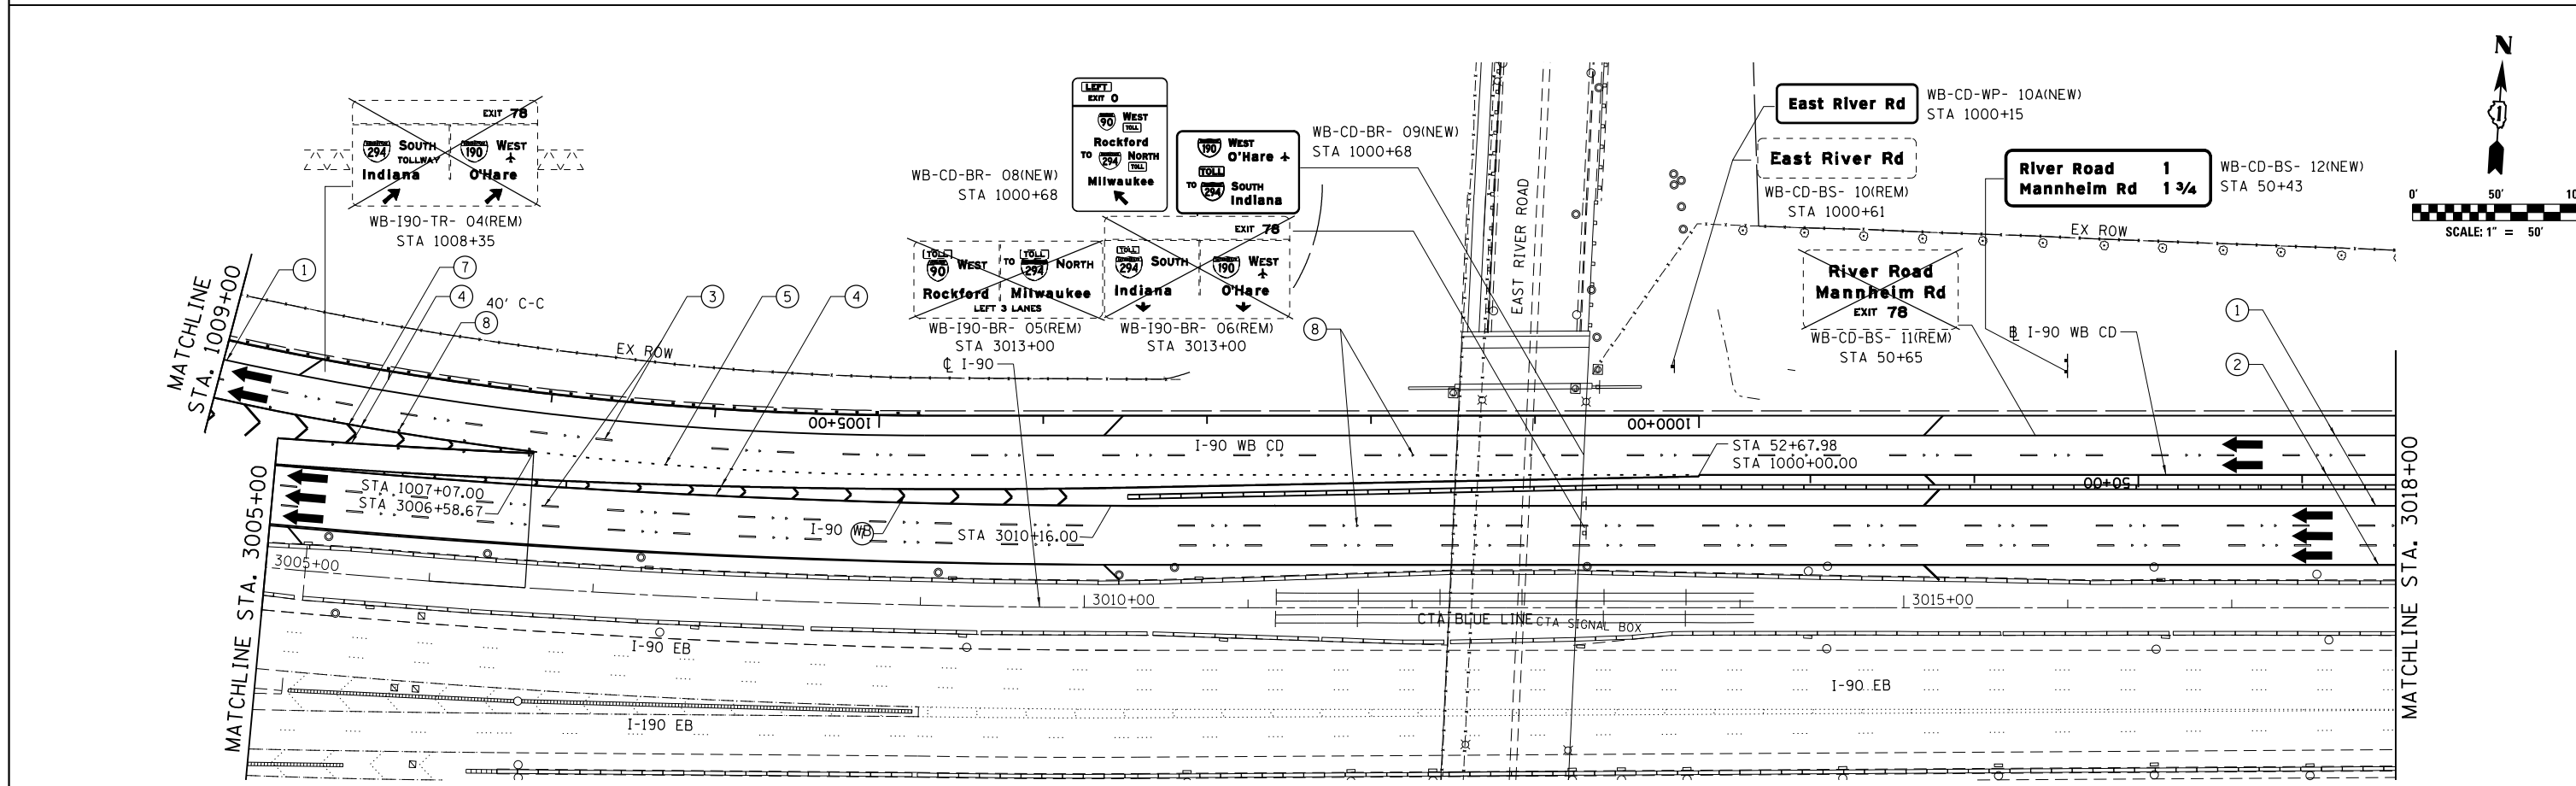 N
1
0' 50' 10
SCALE: 1" = 50'
EXIT 78
294 SOUTH
TOLLWAY
Indiana
190 WEST
O'Hare
WB-I90-TR- 04(REM)
STA 1008+35
LEFT
EXIT 0
90 WEST
TOLL
Rockford
TO 294 NORTH
TOLL
Milwaukee
WB-CD-BR- 08(NEW)
STA 1000+68
190 WEST
O'Hare
TOLL
TO 294 SOUTH
Indiana
WB-CD-BR- 09(NEW)
STA 1000+68
TOLL
90 WEST
TO TOLL
294 NORTH
Rockford Milwaukee
LEFT 3 LANES
WB-I90-BR- 05(REM)
STA 3013+00
EXIT 78
TOLL
294 SOUTH
Indiana
190 WEST
O'Hare
WB-I90-BR- 06(REM)
STA 3013+00
East River Rd
WB-CD-WP- 10A(NEW)
STA 1000+15
East River Rd
WB-CD-BS- 10(REM)
STA 1000+61
River Road 1
Mannheim Rd 1 3/4
WB-CD-BS- 12(NEW)
STA 50+43
River Road
Mannheim Rd
EXIT 78
WB-CD-BS- 11(REM)
STA 50+65
EX ROW
EAST RIVER ROAD
MATCHLINE
STA. 1009+00
1
7
4
40' C-C
8
3
5
4
8
1
2
EX ROW
℄ I-90
I-90 WB CD
1005+00
1000+00
I-90 WB CD
STA 52+67.98
STA 1000+00.00
50+00
STA 1007+07.00
STA 3006+58.67
I-90 WB
STA 3010+16.00
MATCHLINE STA. 3005+00
3005+00
3010+00
3015+00
CTA BLUE LINE
CTA SIGNAL BOX
I-90 EB
I-90 EB
I-190 EB
MATCHLINE STA. 3018+00